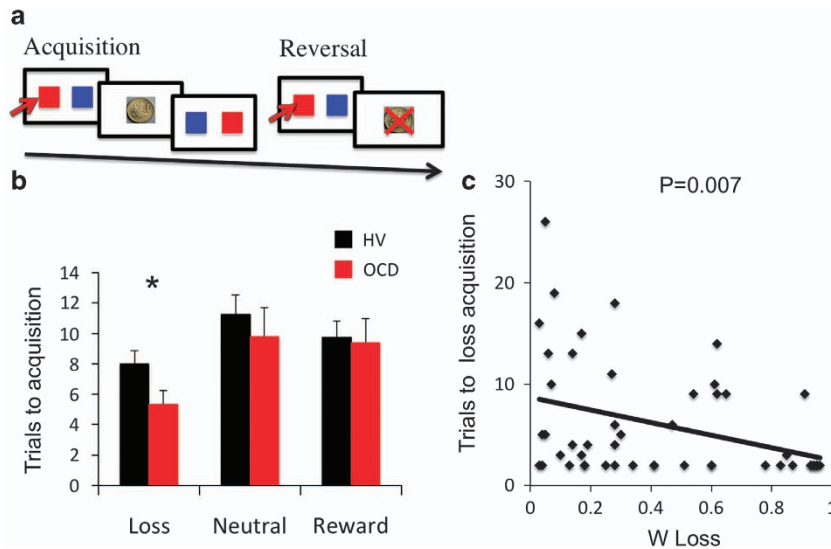 a
Acquisition
Reversal
b
HV
OCD
*
Trials to acquisition
14
12
10
8
6
4
2
0
Loss Neutral Reward
c
P=0.007
Trials to loss acquisition
30
20
10
0
0 0.2 0.4 0.6 0.8 1
W Loss